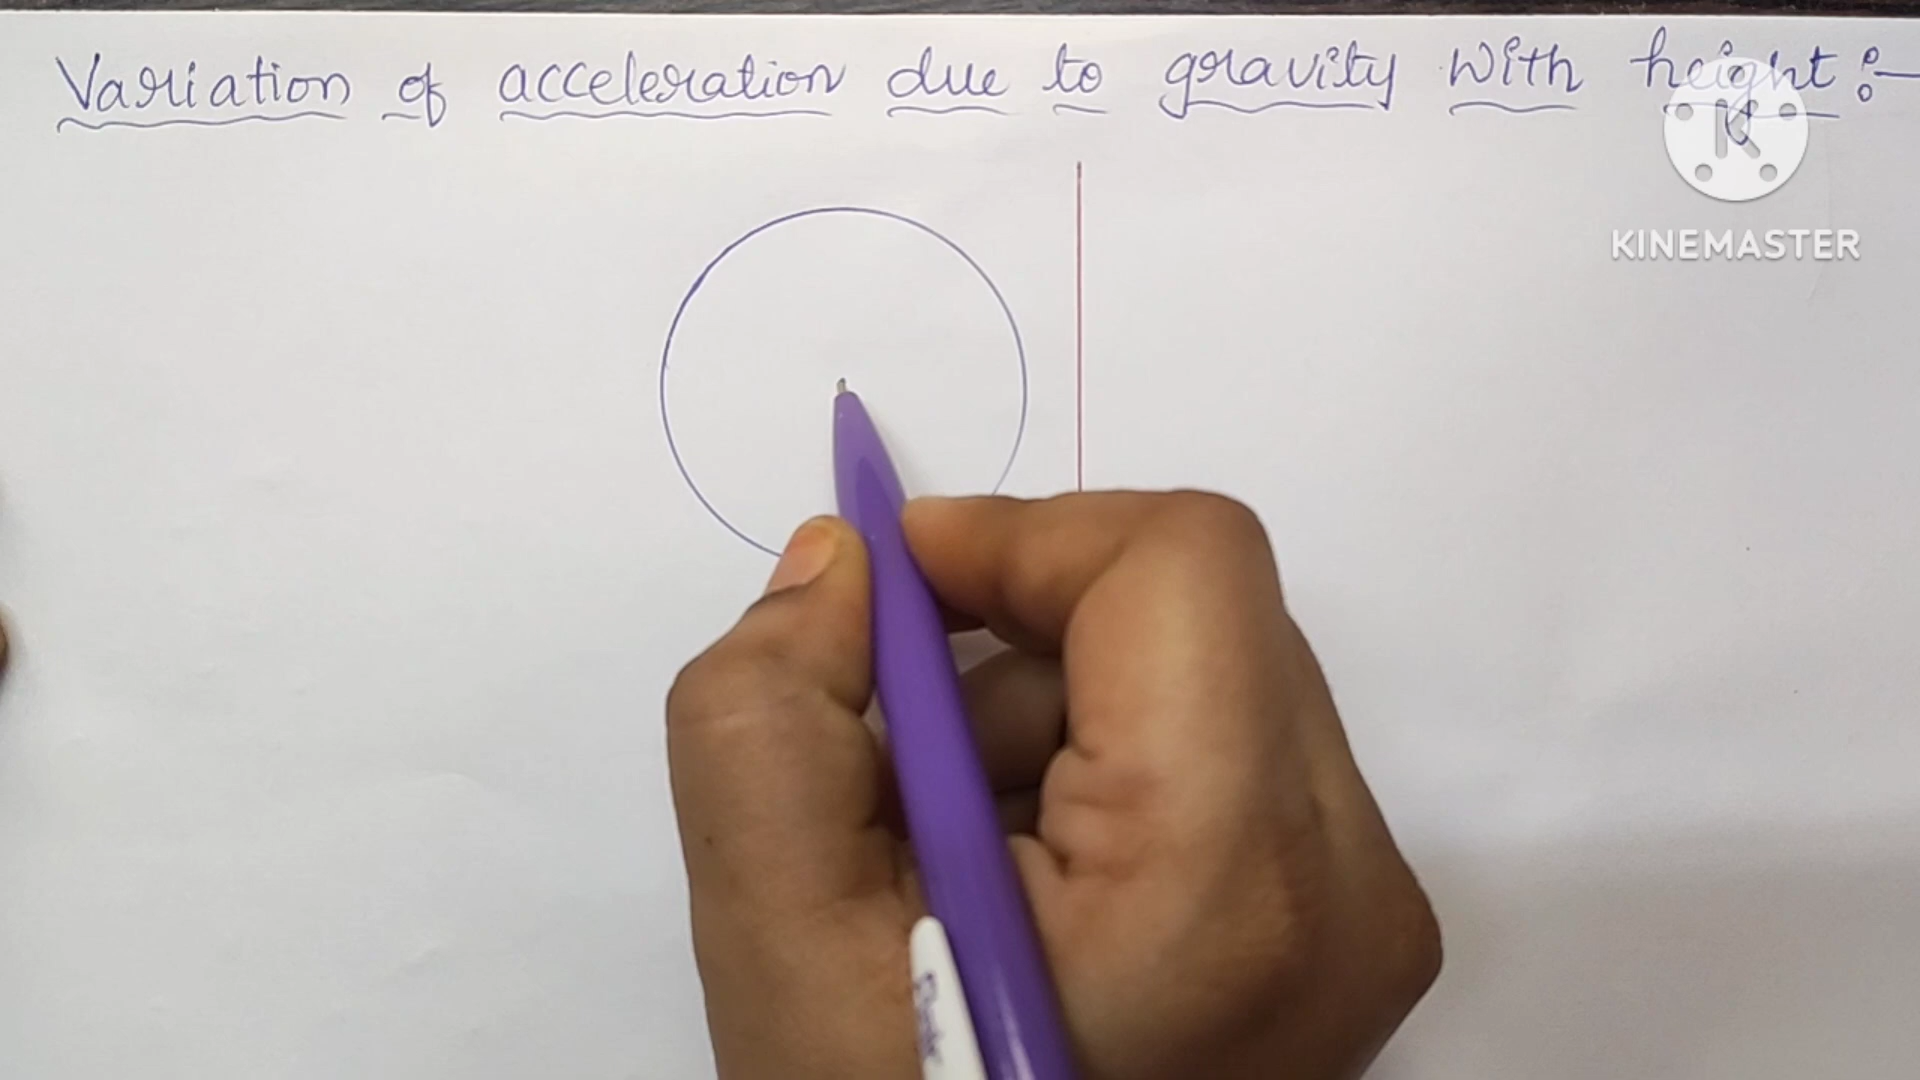 Variation of acceleration due to gravity with height :-
K
KINEMASTER